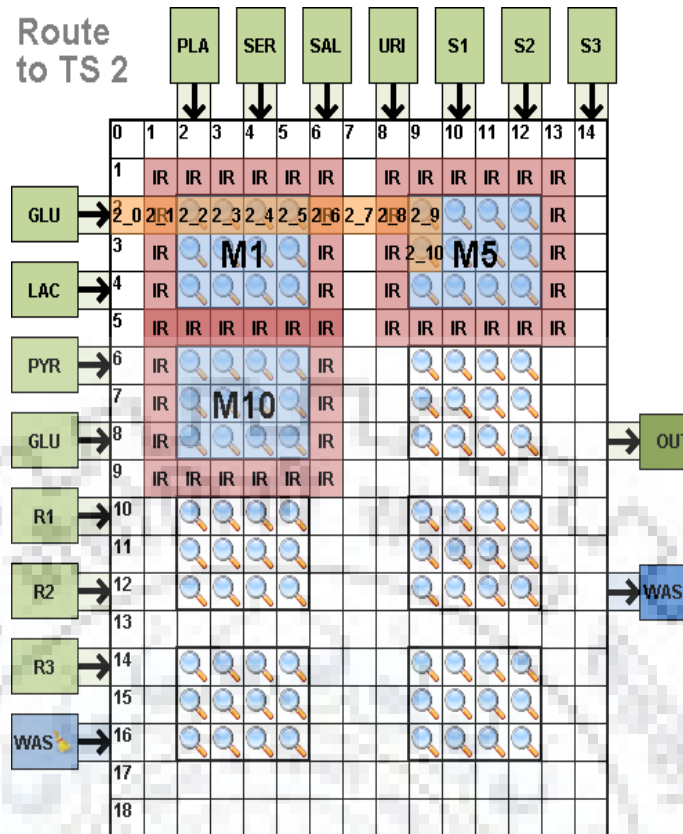 Route
to TS 2
PLA SER SAL URI S1 S2 S3
0 1 2 3 4 5 6 7 8 9 10 11 12 13 14
1 IR IR IR IR IR IR IR IR IR IR IR IR
GLU 2_0 2_1 2_2 2_3 2_4 2_5 2_6 2_7 2_8 2_9 IR
3 IR M1 IR IR 2_10 M5 IR
LAC 4 IR IR IR IR
5 IR IR IR IR IR IR IR IR IR IR IR IR
PYR 6 IR IR
7 IR M10 IR
GLU 8 IR IR OUT
9 IR IR IR IR IR IR
R1 10
11
R2 12 WAS
13
R3 14
15
WAS 16
17
18